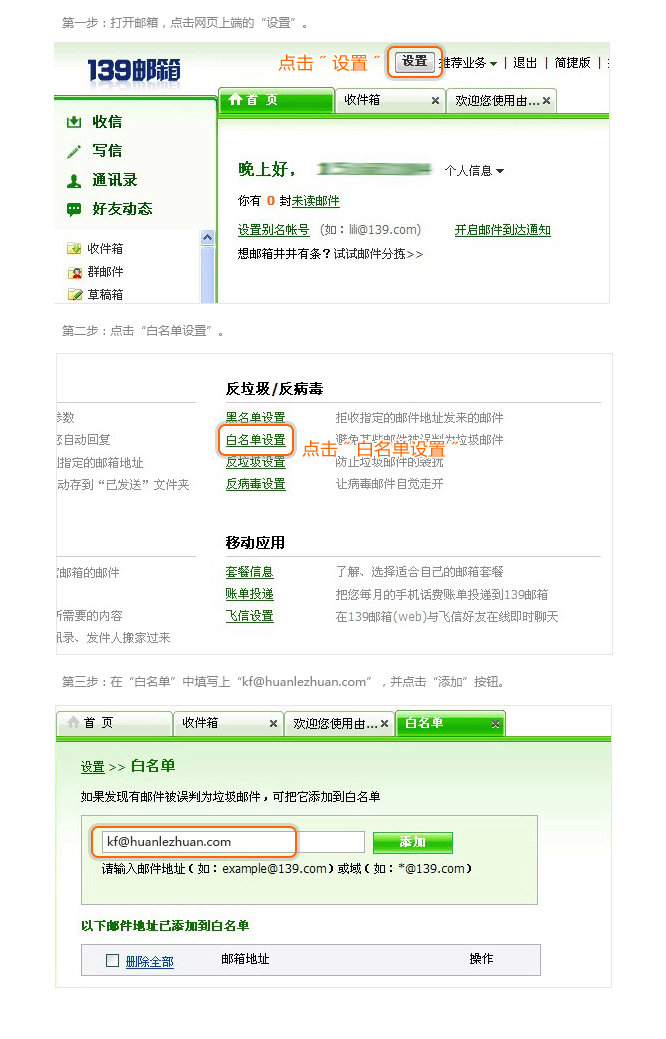 第一步：打开邮箱，点击网页上端的“设置”。
139邮箱
点击“设置”
设置
推荐业务 | 退出 | 简捷版 |
首 页
收件箱
欢迎您使用由...
收信
写信
通讯录
好友动态
收件箱
群邮件
草稿箱
晚上好，
个人信息
你有 0 封未读邮件
设置别名帐号 (如：lili@139.com) 开启邮件到达通知
想邮箱井井有条？试试邮件分拣>>
第二步：点击“白名单设置”。
参数
自动回复
指定的邮箱地址
动存到“已发送”文件夹
邮箱的邮件
所需要的内容
讯录、发件人搬家过来
反垃圾/反病毒
黑名单设置 拒收指定的邮件地址发来的邮件
白名单设置 避免某些邮件被误判为垃圾邮件
点击“白名单设置”
反垃圾设置 防止垃圾邮件的袭扰
反病毒设置 让病毒邮件自觉走开
移动应用
套餐信息 了解、选择适合自己的邮箱套餐
账单投递 把您每月的手机话费账单投递到139邮箱
飞信设置 在139邮箱(web)与飞信好友在线即时聊天
第三步：在“白名单”中填写上“kf@huanlezhuan.com”，并点击“添加”按钮。
首 页
收件箱
欢迎您使用由...
白名单
设置 >> 白名单
如果发现有邮件被误判为垃圾邮件，可把它添加到白名单
kf@huanlezhuan.com
添加
请输入邮件地址（如：example@139.com）或域（如：*@139.com）
以下邮件地址已添加到白名单
删除全部 邮箱地址 操作